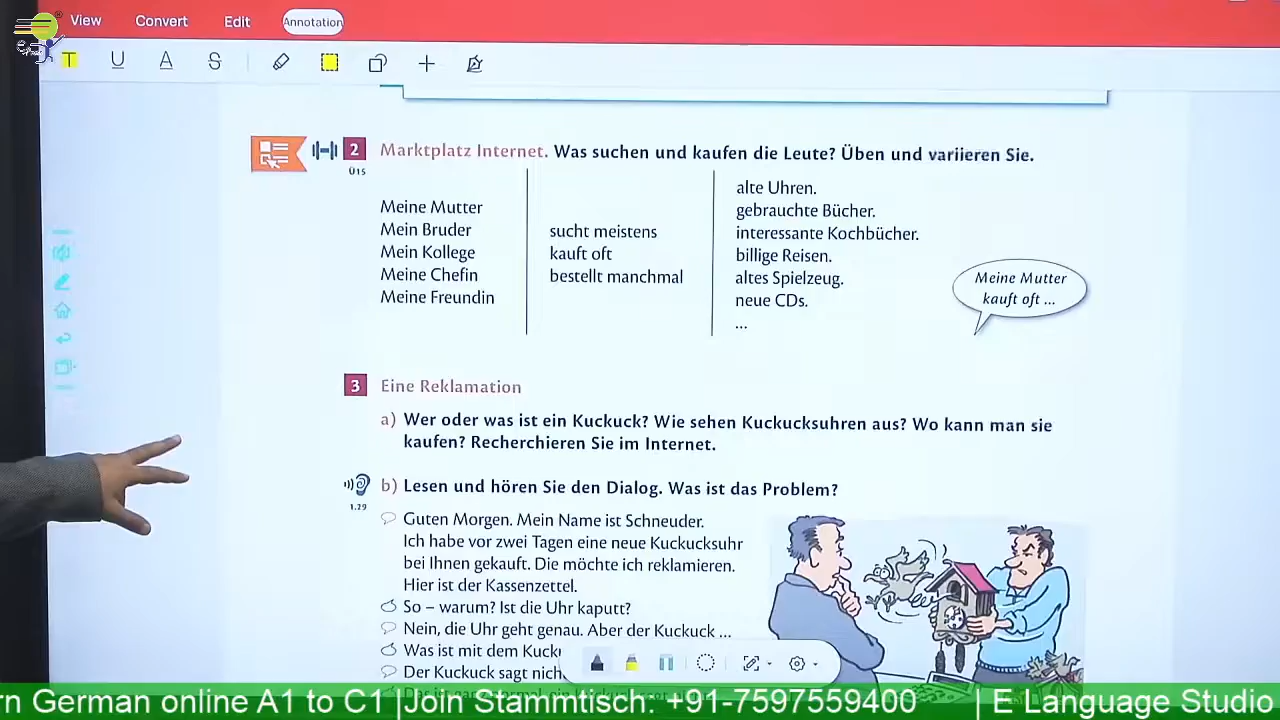 View Convert Edit Annotation
T U A S
2 Marktplatz Internet. Was suchen und kaufen die Leute? Üben und variieren Sie.
Ü15
Meine Mutter
Mein Bruder
Mein Kollege
Meine Chefin
Meine Freundin
sucht meistens
kauft oft
bestellt manchmal
alte Uhren.
gebrauchte Bücher.
interessante Kochbücher.
billige Reisen.
altes Spielzeug.
neue CDs.
...
Meine Mutter
kauft oft ...
3 Eine Reklamation
a) Wer oder was ist ein Kuckuck? Wie sehen Kuckucksuhren aus? Wo kann man sie
kaufen? Recherchieren Sie im Internet.
b) Lesen und hören Sie den Dialog. Was ist das Problem?
1.29
Guten Morgen. Mein Name ist Schneuder.
Ich habe vor zwei Tagen eine neue Kuckucksuhr
bei Ihnen gekauft. Die möchte ich reklamieren.
Hier ist der Kassenzettel.
So – warum? Ist die Uhr kaputt?
Nein, die Uhr geht genau. Aber der Kuckuck ...
Was ist mit dem Kucku
Der Kuckuck sagt nich
rn German online A1 to C1 |Join Stammtisch: +91-7597559400 | E Language Studio